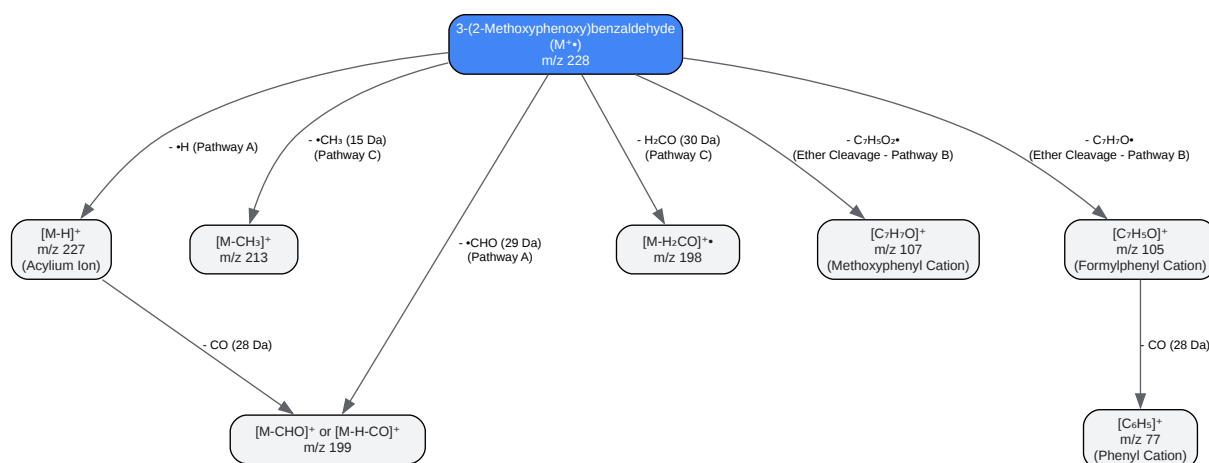 3-(2-Methoxyphenoxy)benzaldehyde
(M⁺•)
m/z 228
- •H (Pathway A)
- •CH₃ (15 Da)
(Pathway C)
- •CHO (29 Da)
(Pathway A)
- H₂CO (30 Da)
(Pathway C)
- C₇H₅O₂•
(Ether Cleavage - Pathway B)
- C₇H₇O•
(Ether Cleavage - Pathway B)
[M-H]⁺
m/z 227
(Acylium Ion)
[M-CH₃]⁺
m/z 213
[M-H₂CO]⁺•
m/z 198
[C₇H₇O]⁺
m/z 107
(Methoxyphenyl Cation)
[C₇H₅O]⁺
m/z 105
(Formylphenyl Cation)
- CO (28 Da)
- CO (28 Da)
[M-CHO]⁺ or [M-H-CO]⁺
m/z 199
[C₆H₅]⁺
m/z 77
(Phenyl Cation)